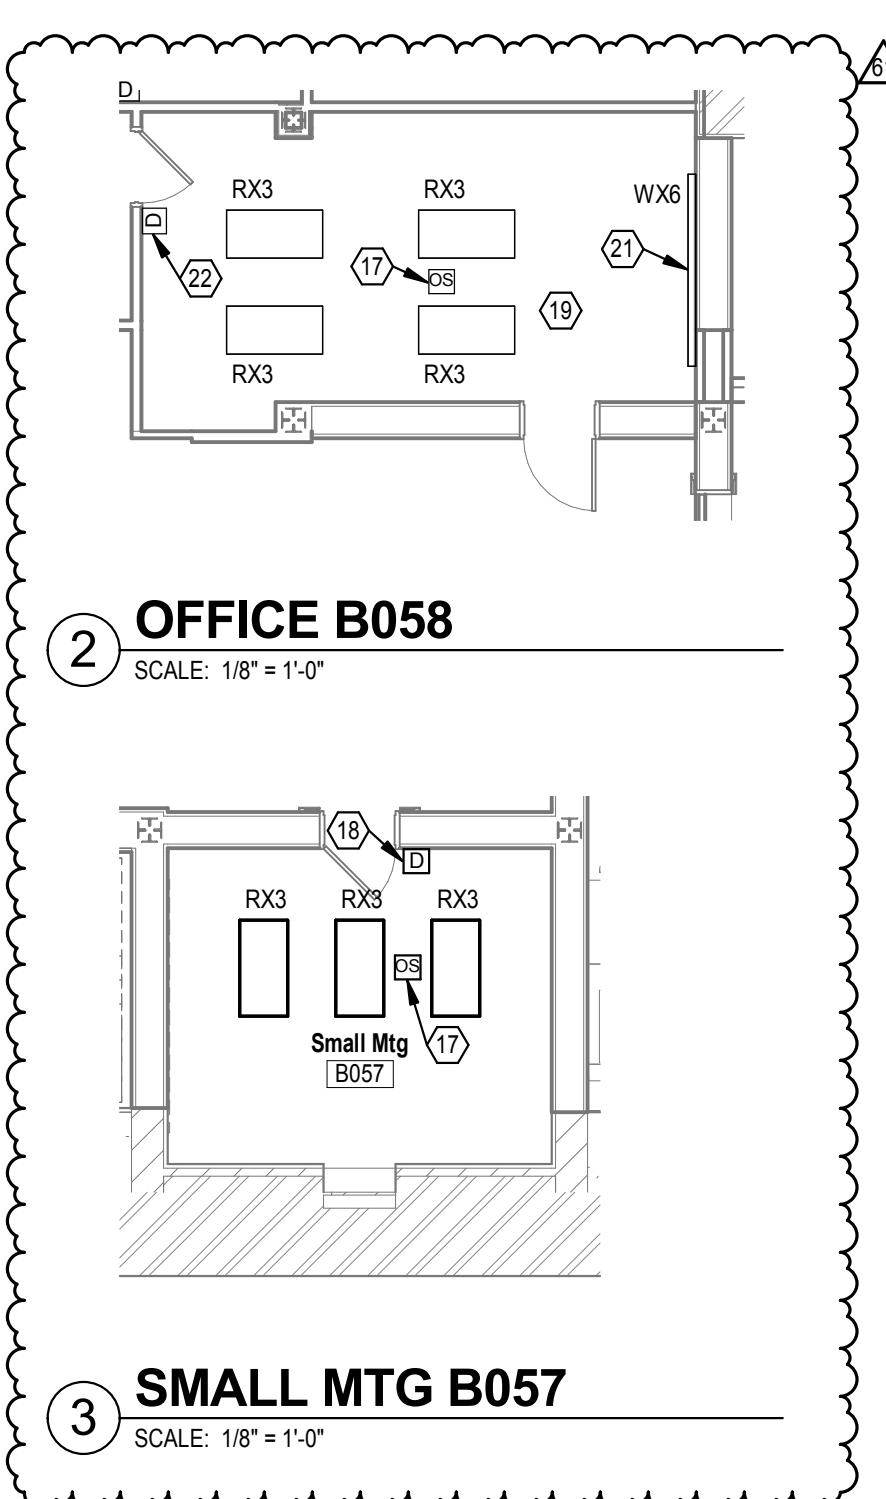 6
D
RX3 RX3 WX6
D
22 17 OS 21
19
RX3 RX3
2 OFFICE B058
SCALE: 1/8" = 1'-0"
18
D
RX3 RX3 RX3
OS
Small Mtg 17
B057
3 SMALL MTG B057
SCALE: 1/8" = 1'-0"